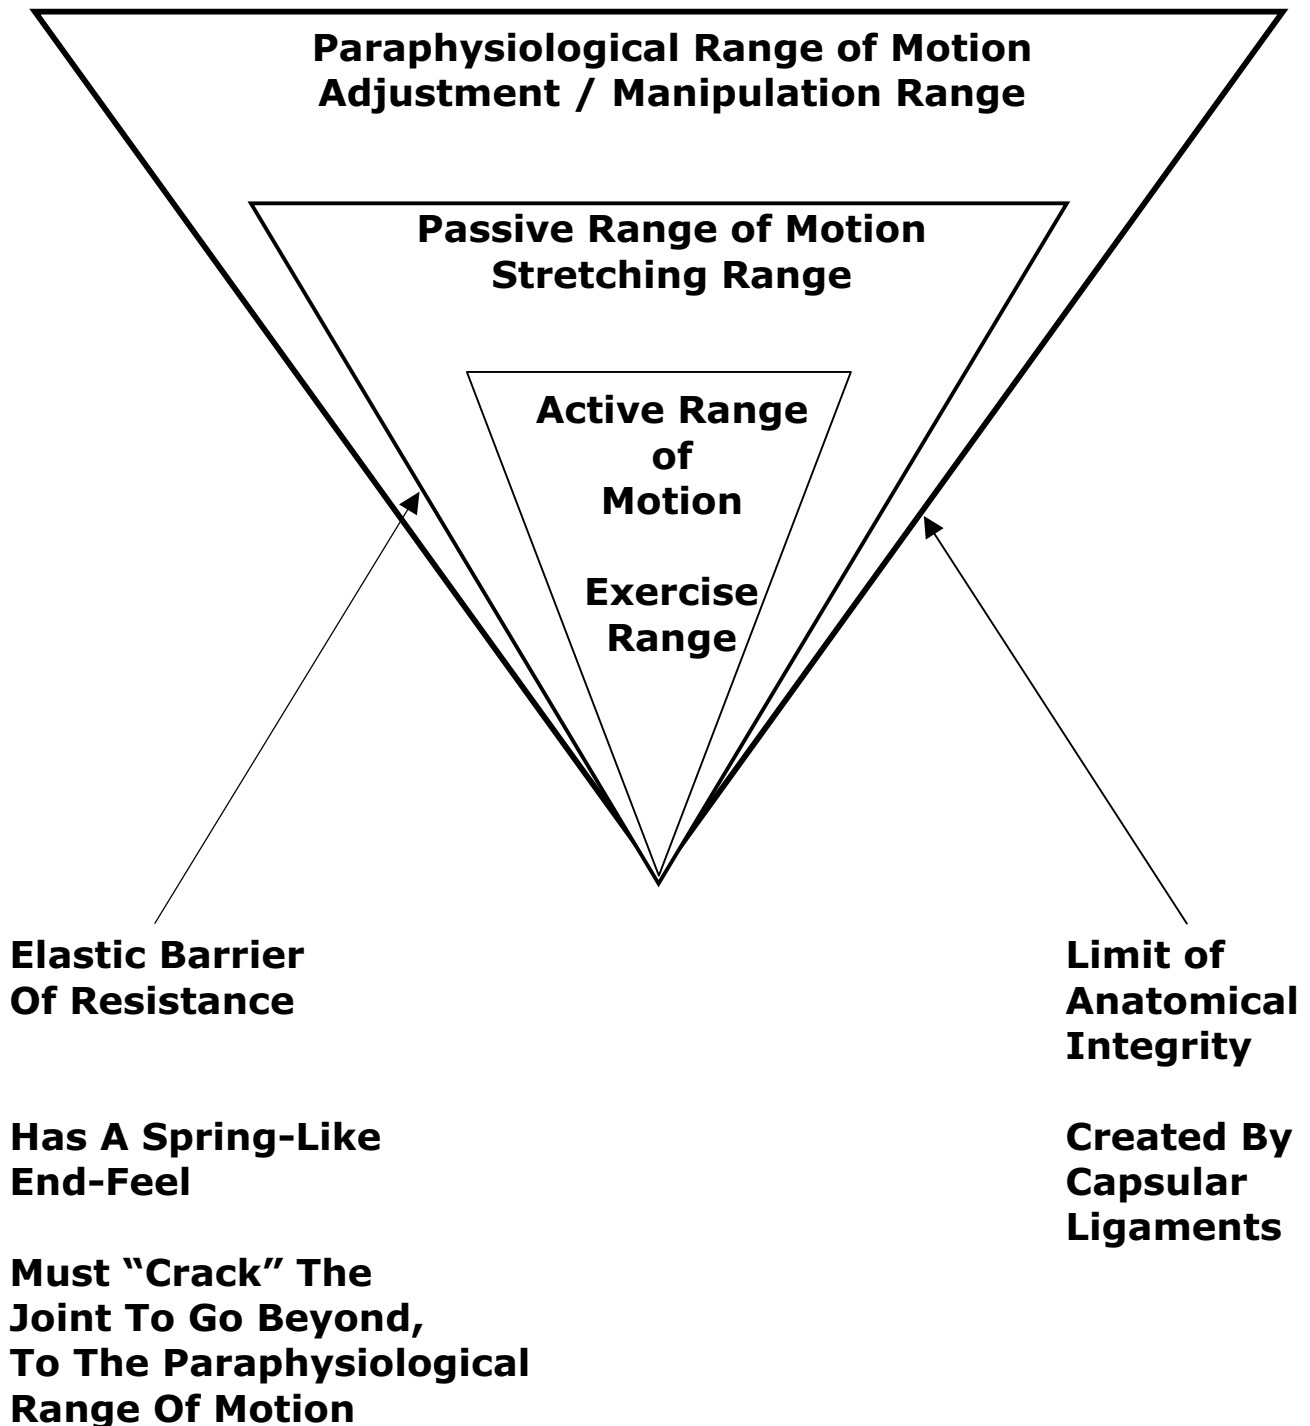 Paraphysiological Range of Motion
Adjustment / Manipulation Range
Passive Range of Motion
Stretching Range
Active Range
of
Motion
Exercise
Range
Elastic Barrier
Of Resistance
Has A Spring-Like
End-Feel
Must “Crack” The
Joint To Go Beyond,
To The Paraphysiological
Range Of Motion
Limit of
Anatomical
Integrity
Created By
Capsular
Ligaments